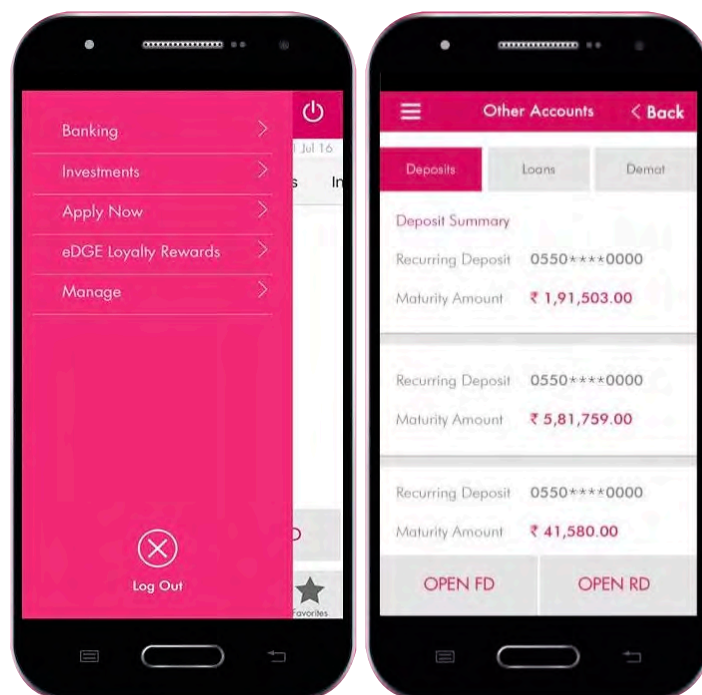 Banking
Investments
Apply Now
eDGE Loyalty Rewards
Manage
Log Out
Jul 16
Favorites
Other Accounts
Back
Deposits
Loans
Demat
Deposit Summary
Recurring Deposit 0550****0000
Maturity Amount ₹ 1,91,503.00
Recurring Deposit 0550****0000
Maturity Amount ₹ 5,81,759.00
Recurring Deposit 0550****0000
Maturity Amount ₹ 41,580.00
OPEN FD
OPEN RD